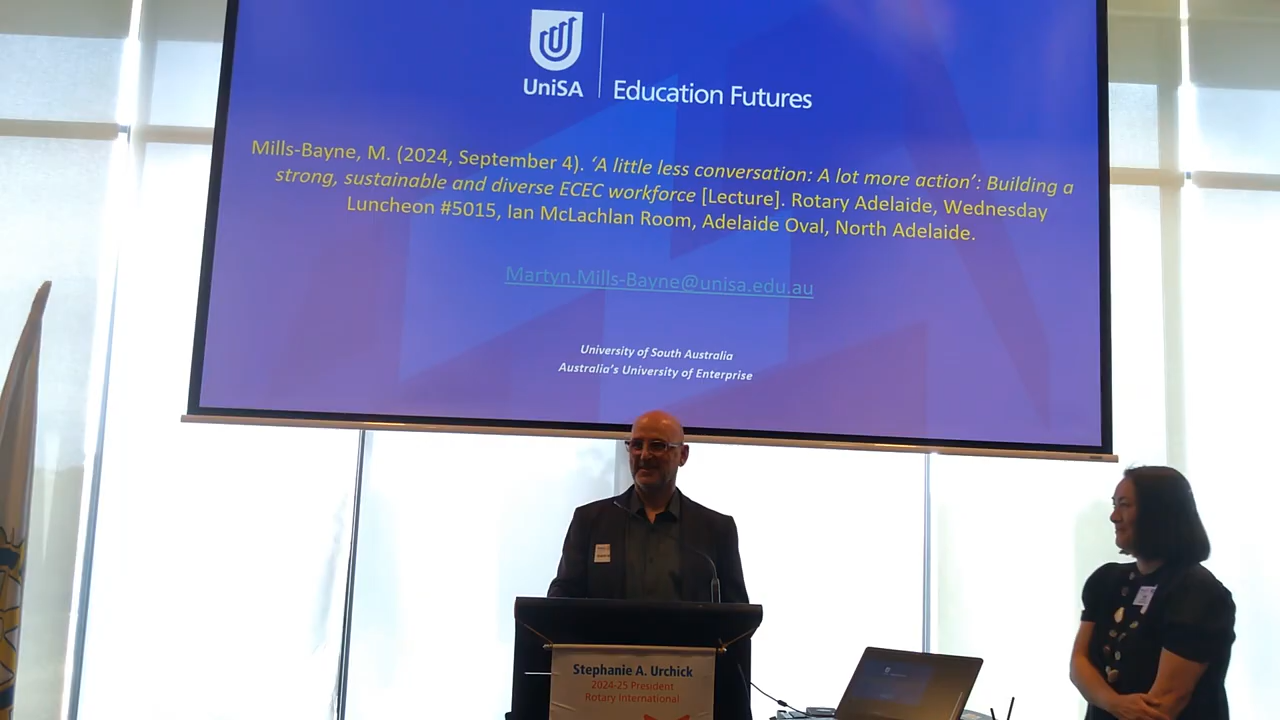 UniSA
Education Futures
Mills-Bayne, M. (2024, September 4). ‘A little less conversation: A lot more action’: Building a
strong, sustainable and diverse ECEC workforce [Lecture]. Rotary Adelaide, Wednesday
Luncheon #5015, Ian McLachlan Room, Adelaide Oval, North Adelaide.
Martyn.Mills-Bayne@unisa.edu.au
University of South Australia
Australia’s University of Enterprise
Stephanie A. Urchick
2024-25 President
Rotary International